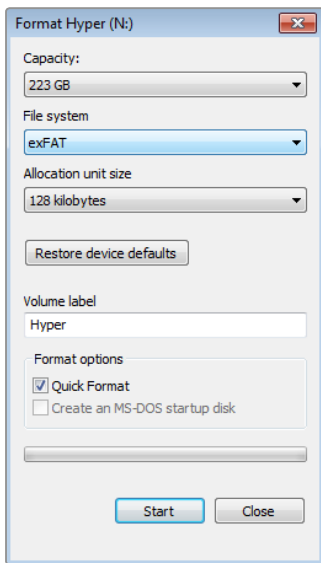 Format Hyper (N:)
Capacity:
223 GB
File system
exFAT
Allocation unit size
128 kilobytes
Restore device defaults
Volume label
Hyper
Format options
Quick Format
Create an MS-DOS startup disk
Start Close